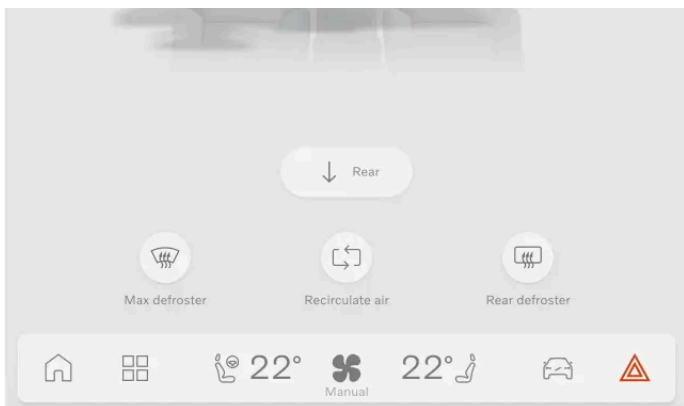 Rear
Max defroster
Recirculate air
Rear defroster
22°
Manual
22°